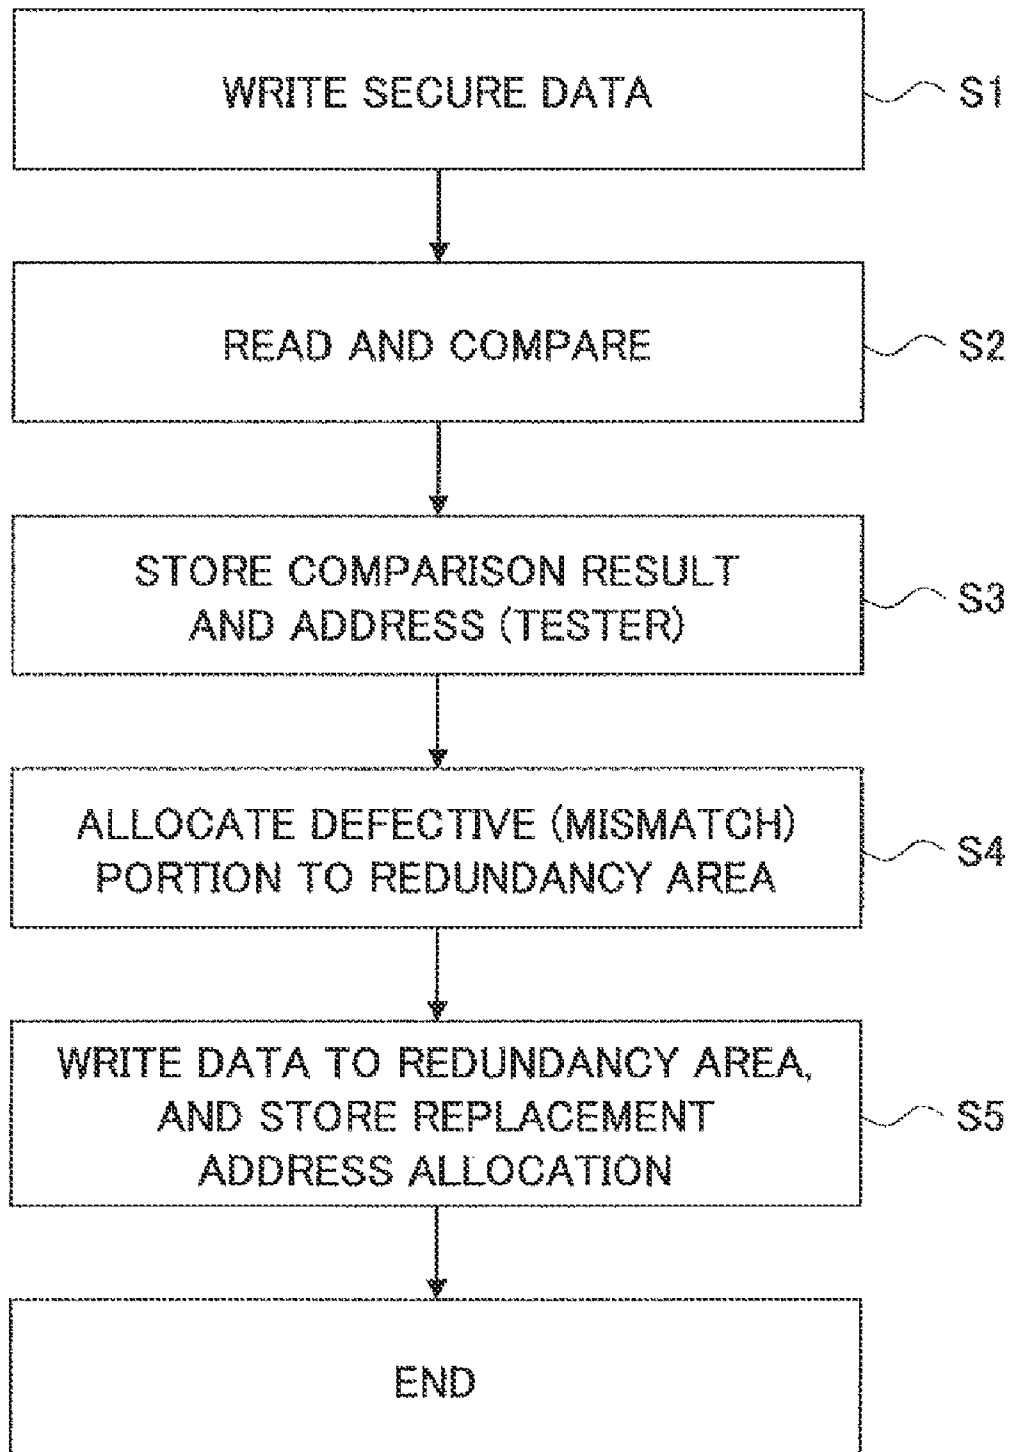 WRITE SECURE DATA
S1
READ AND COMPARE
S2
STORE COMPARISON RESULT
AND ADDRESS (TESTER)
S3
ALLOCATE DEFECTIVE (MISMATCH)
PORTION TO REDUNDANCY AREA
S4
WRITE DATA TO REDUNDANCY AREA,
AND STORE REPLACEMENT
ADDRESS ALLOCATION
S5
END